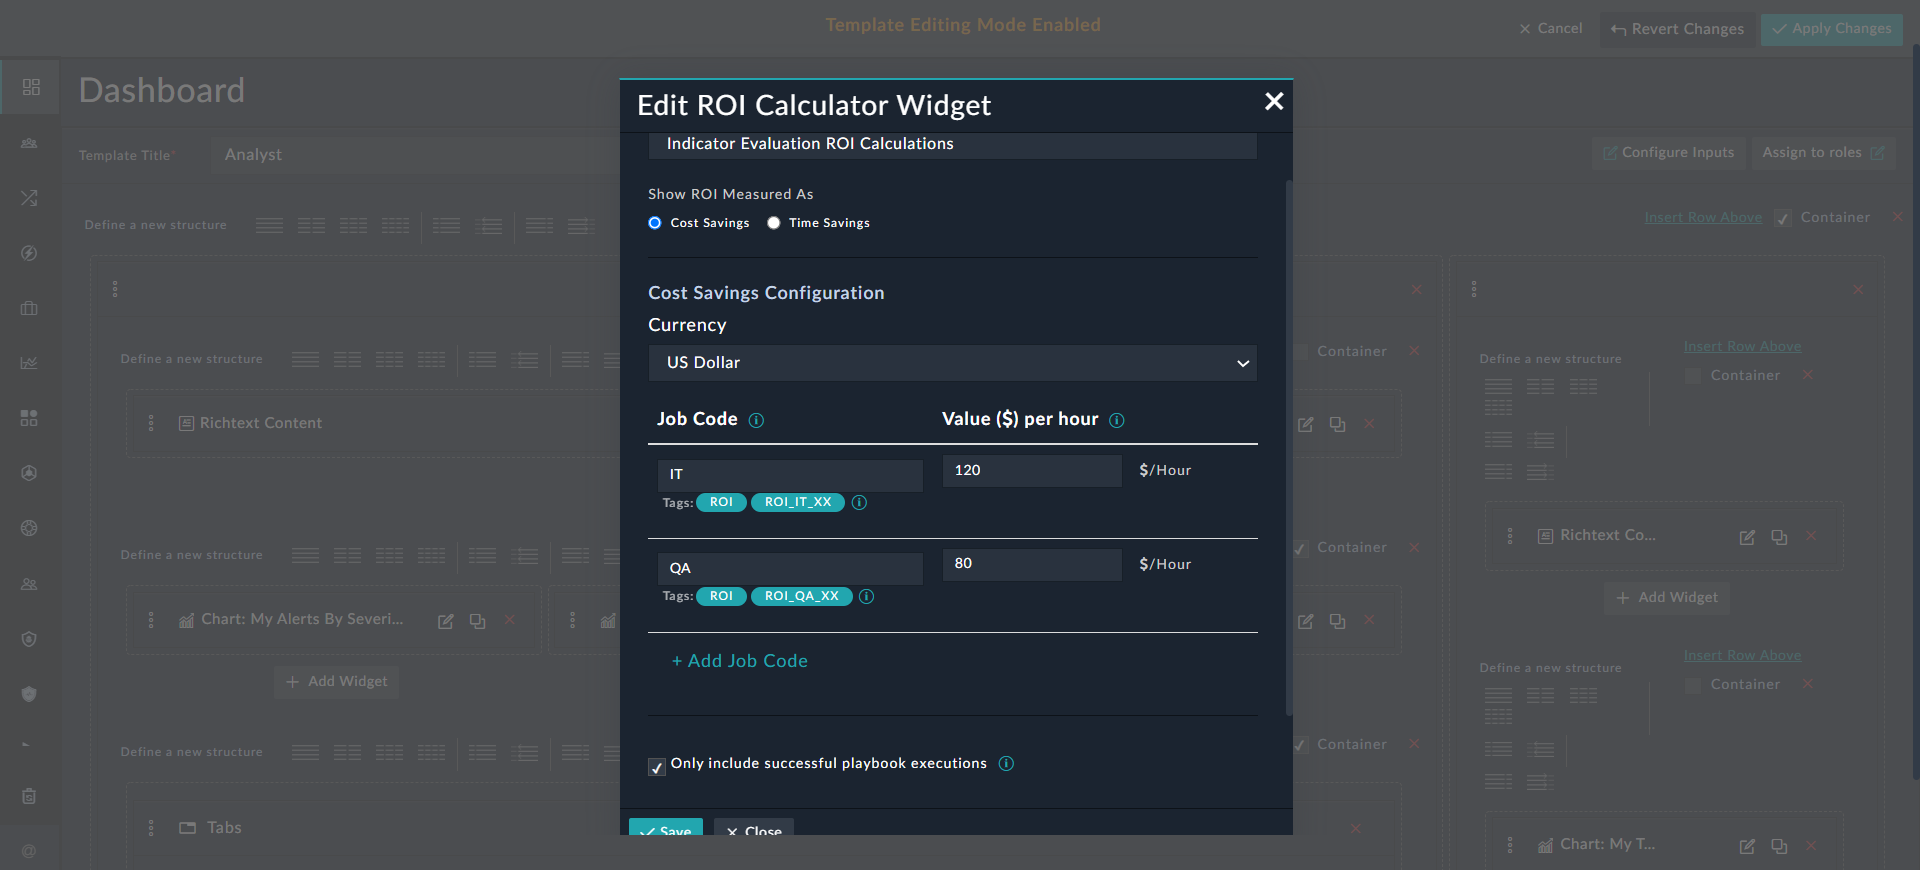 Template Editing Mode Enabled
Cancel
Revert Changes
Apply Changes
Dashboard
Template Title*
Analyst
Configure Inputs
Assign to roles
Define a new structure
Insert Row Above
Container
Edit ROI Calculator Widget
Indicator Evaluation ROI Calculations
Show ROI Measured As
Cost Savings
Time Savings
Cost Savings Configuration
Currency
US Dollar
Job Code
Value ($) per hour
IT
120
$/Hour
Tags:
ROI
ROI_IT_XX
QA
80
$/Hour
Tags:
ROI
ROI_QA_XX
+ Add Job Code
Only include successful playbook executions
Save
Close
Define a new structure
Container
Richtext Content
Define a new structure
Container
Chart: My Alerts By Severi...
Add Widget
Define a new structure
Container
Tabs
Define a new structure
Insert Row Above
Container
Richtext Co...
Add Widget
Define a new structure
Insert Row Above
Container
Chart: My T...
@